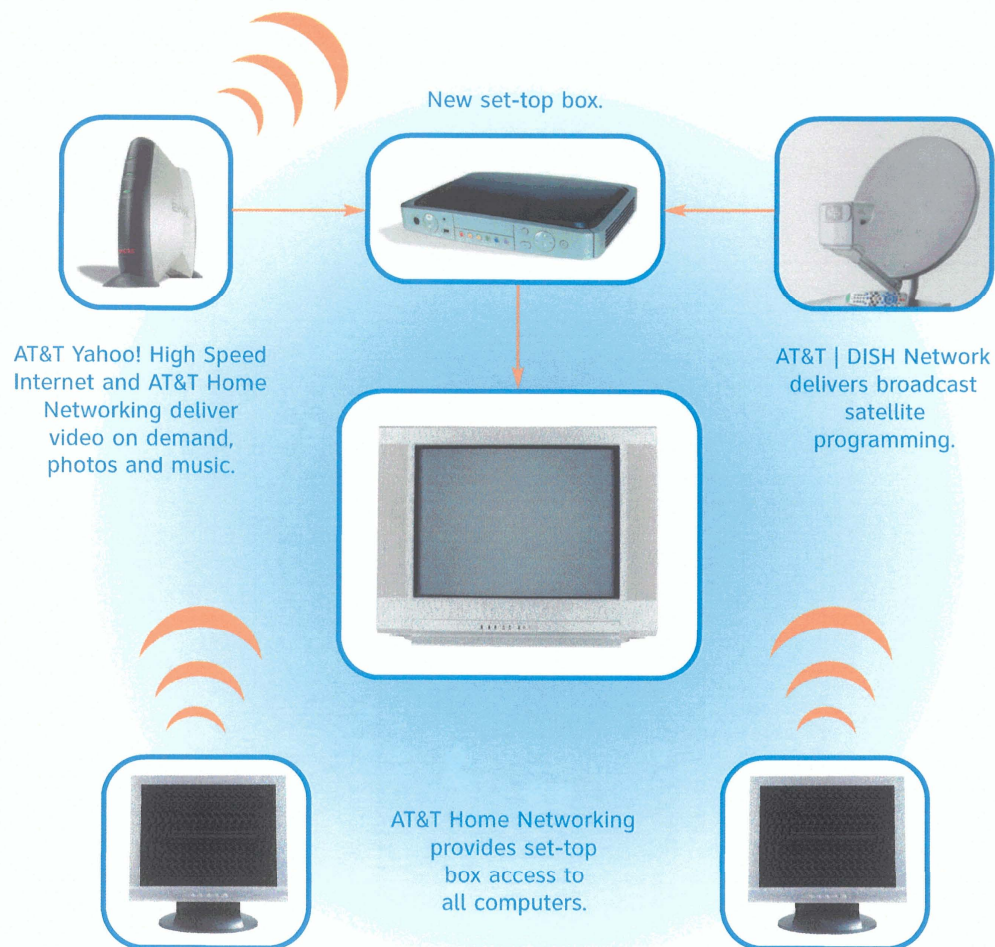 New set-top box.
AT&T Yahoo! High Speed
Internet and AT&T Home
Networking deliver
video on demand,
photos and music.
AT&T | DISH Network
delivers broadcast
satellite
programming.
AT&T Home Networking
provides set-top
box access to
all computers.